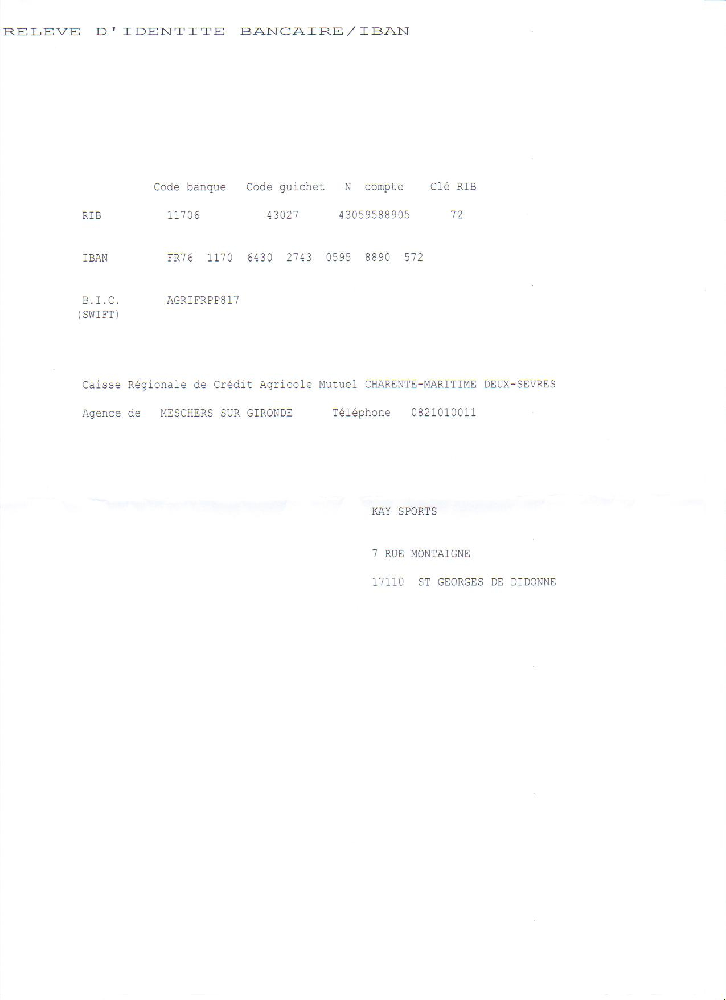 RELEVE D'IDENTITE BANCAIRE/IBAN
Code banque Code guichet N compte Clé RIB
RIB 11706 43027 43059588905 72
IBAN FR76 1170 6430 2743 0595 8890 572
B.I.C. AGRIFRPP817
(SWIFT)
Caisse Régionale de Crédit Agricole Mutuel CHARENTE-MARITIME DEUX-SEVRES
Agence de MESCHERS SUR GIRONDE Téléphone 0821010011
KAY SPORTS
7 RUE MONTAIGNE
17110 ST GEORGES DE DIDONNE